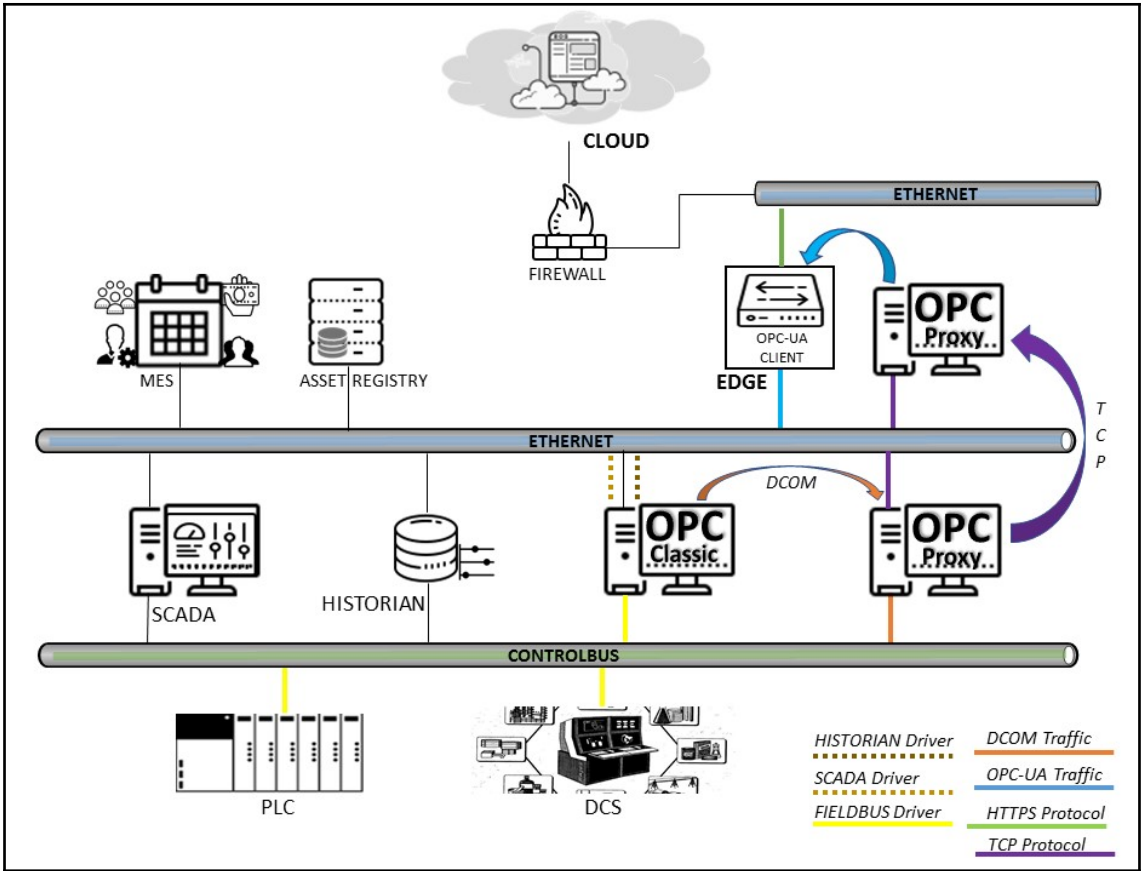 CLOUD
ETHERNET
FIREWALL
OPC
Proxy
OPC-UA
CLIENT
EDGE
MES
ASSET REGISTRY
ETHERNET
T
C
P
DCOM
OPC
Classic
OPC
Proxy
SCADA
HISTORIAN
CONTROLBUS
PLC
DCS
HISTORIAN Driver
SCADA Driver
FIELDBUS Driver
DCOM Traffic
OPC-UA Traffic
HTTPS Protocol
TCP Protocol